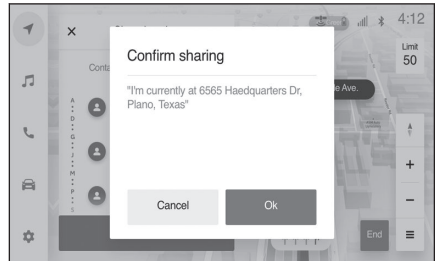 4:12
Limit
50
Conta
Confirm sharing
"I'm currently at 6565 Haedquarters Dr,
Plano, Texas"
e Ave.
A
D
G
J
M
P
S
Cancel
Ok
End